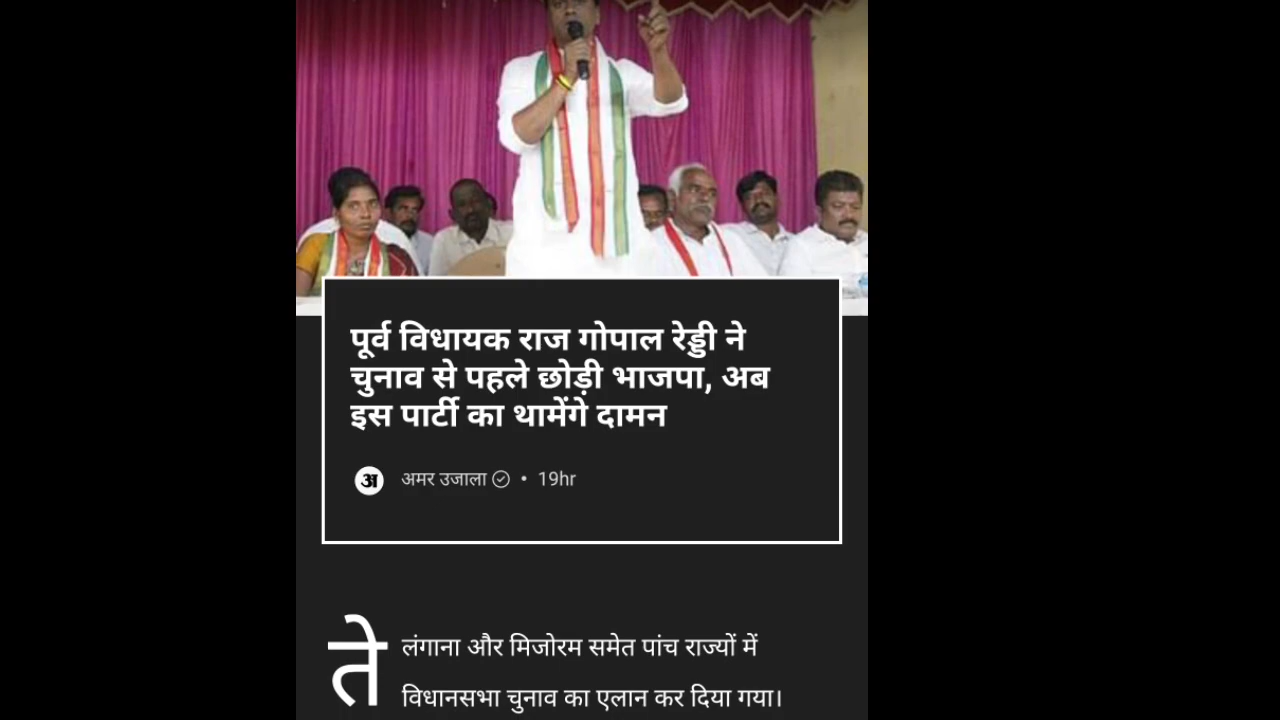 पूर्व विधायक राज गोपाल रेड्डी ने
चुनाव से पहले छोड़ी भाजपा, अब
इस पार्टी का थामेंगे दामन
अ अमर उजाला • 19hr
तेलंगाना और मिजोरम समेत पांच राज्यों में
विधानसभा चुनाव का एलान कर दिया गया।